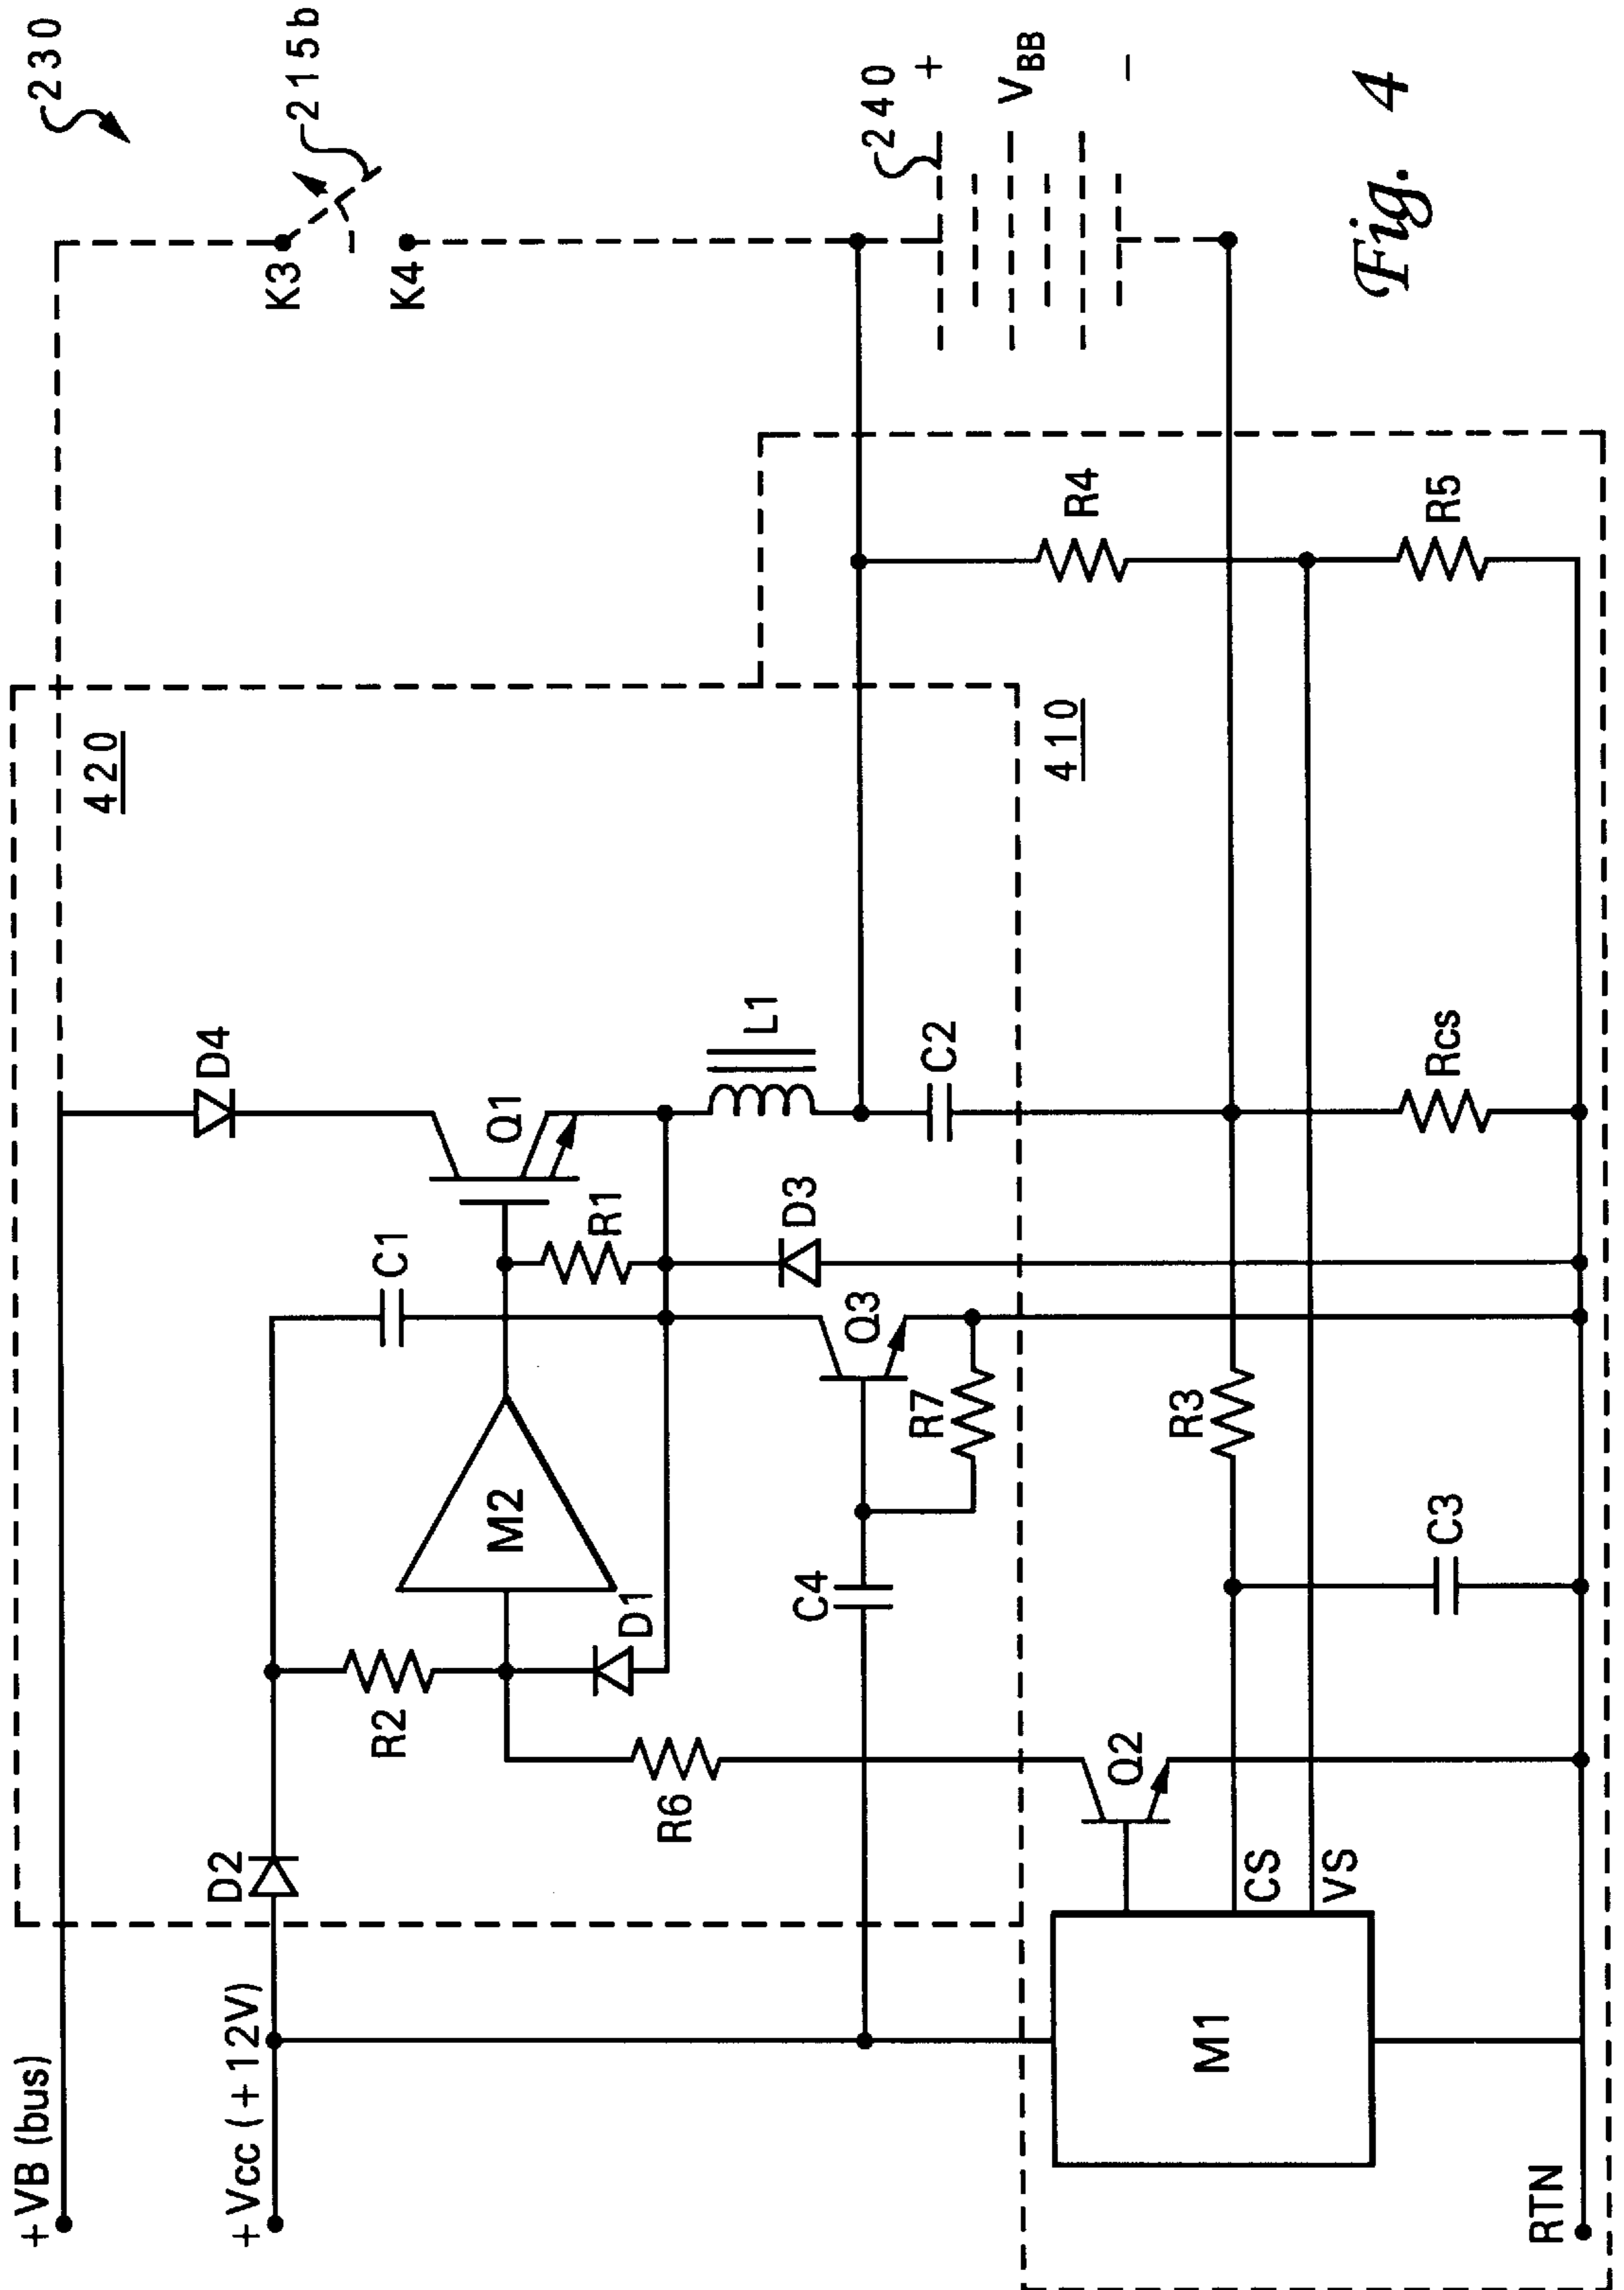 230
+VB (bus)
420
D4
K3
215b
K4
+Vcc (+12V)
D2
C1
Q1
R2
M2
R1
L1
D1
R6
C4
Q3
D3
C2
240
+
V BB
−
R7
410
R4
Q2
R3
CS
VS
M1
C3
Rcs
R5
RTN
Fig. 4